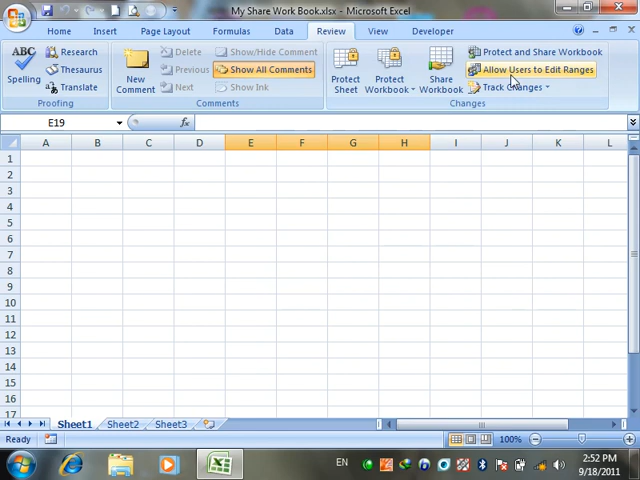 My Share Work Book.xlsx - Microsoft Excel
Home Insert Page Layout Formulas Data Review View Developer
ABC
Spelling
Research
Thesaurus
Translate
Proofing
New
Comment
Delete
Previous
Next
Show/Hide Comment
Show All Comments
Show Ink
Comments
Protect
Sheet
Protect
Workbook
Share
Workbook
Protect and Share Workbook
Allow Users to Edit Ranges
Track Changes
Changes
E19
fx
A B C D E F G H I J K L
1
2
3
4
5
6
7
8
9
10
11
12
13
14
15
16
17
Sheet1 Sheet2 Sheet3
Ready
100%
EN
2:52 PM
9/18/2011